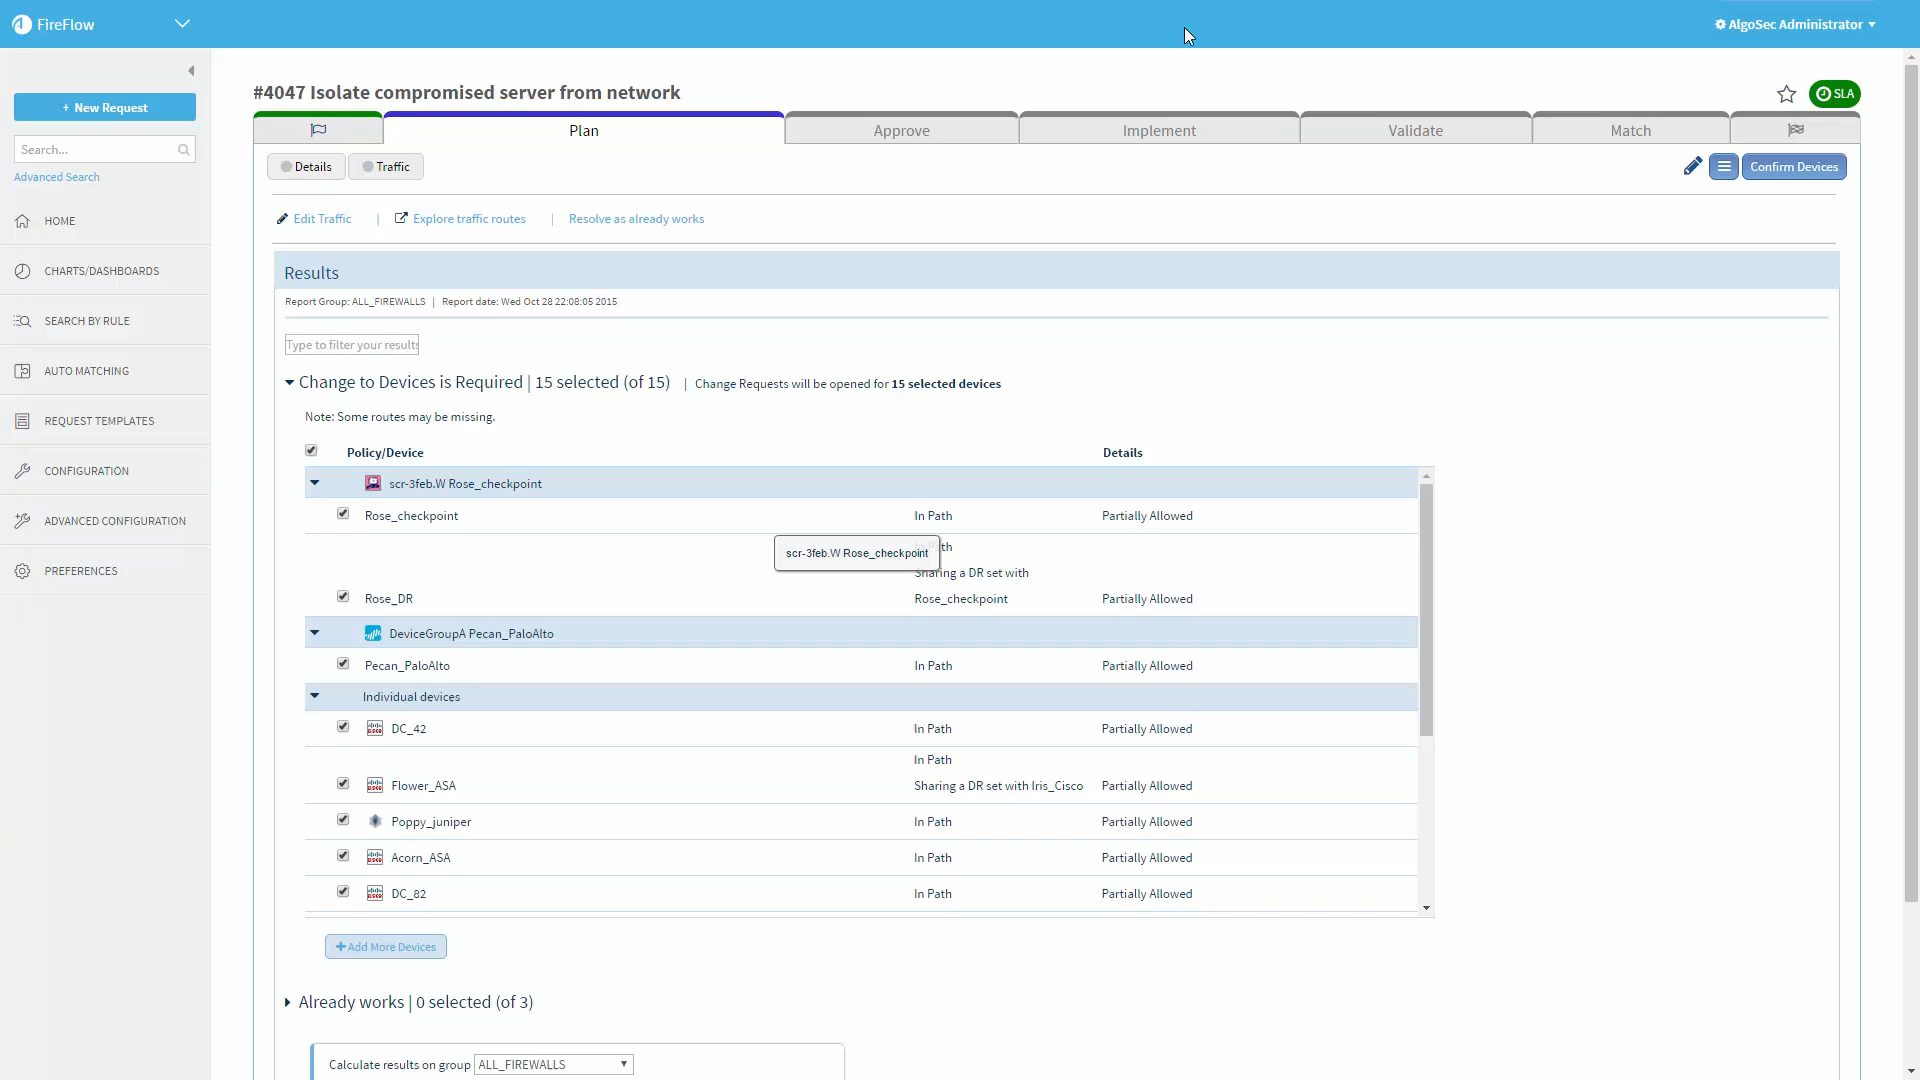 FireFlow
AlgoSec Administrator
+ New Request
Search...
Advanced Search
HOME
CHARTS/DASHBOARDS
SEARCH BY RULE
AUTO MATCHING
REQUEST TEMPLATES
CONFIGURATION
ADVANCED CONFIGURATION
PREFERENCES
#4047 Isolate compromised server from network
SLA
Plan
Approve
Implement
Validate
Match
Details
Traffic
Confirm Devices
Edit Traffic | Explore traffic routes | Resolve as already works
Results
Report Group: ALL_FIREWALLS | Report date: Wed Oct 28 22:08:05 2015
Type to filter your results
Change to Devices is Required | 15 selected (of 15) | Change Requests will be opened for 15 selected devices
Note: Some routes may be missing.
Policy/Device Details
scr-3feb.W Rose_checkpoint
Rose_checkpoint In Path Partially Allowed
scr-3feb.W Rose_checkpoint
Sharing a DR set with
Rose_DR Rose_checkpoint Partially Allowed
DeviceGroupA Pecan_PaloAlto
Pecan_PaloAlto In Path Partially Allowed
Individual devices
DC_42 In Path Partially Allowed
In Path
Flower_ASA Sharing a DR set with Iris_Cisco Partially Allowed
Poppy_juniper In Path Partially Allowed
Acorn_ASA In Path Partially Allowed
DC_82 In Path Partially Allowed
+ Add More Devices
Already works | 0 selected (of 3)
Calculate results on group ALL_FIREWALLS